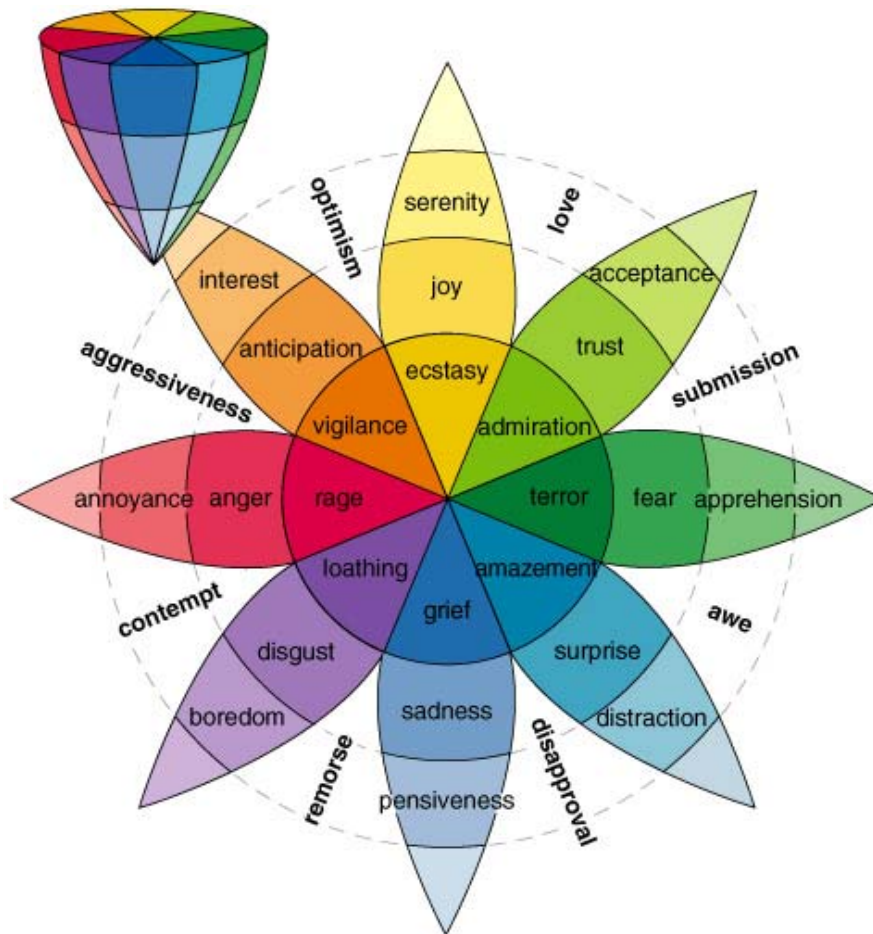 optimism
love
serenity
interest
acceptance
joy
anticipation
trust
aggressiveness
submission
ecstasy
vigilance
admiration
annoyance
anger
rage
terror
fear
apprehension
loathing
amazement
contempt
grief
awe
disgust
surprise
boredom
sadness
distraction
remorse
disapproval
pensiveness